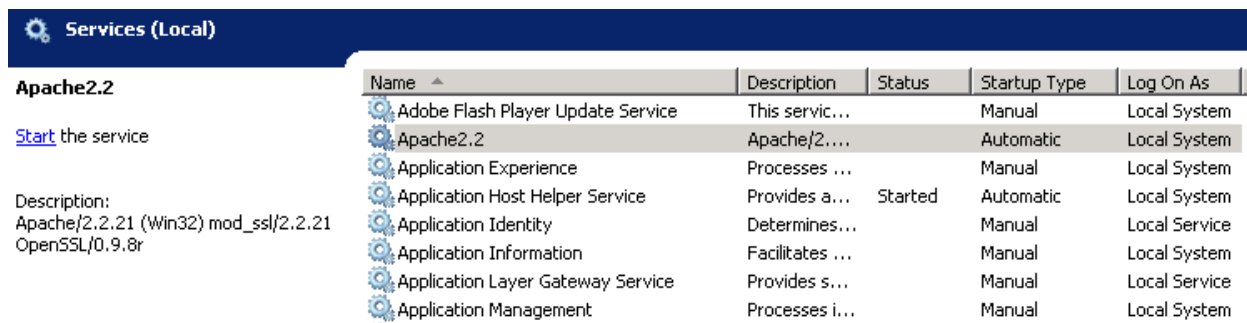 Services (Local)
Apache2.2
Start the service
Description:
Apache/2.2.21 (Win32) mod_ssl/2.2.21
OpenSSL/0.9.8r
Name Description Status Startup Type Log On As
Adobe Flash Player Update Service This servic... Manual Local System
Apache2.2 Apache/2.... Automatic Local System
Application Experience Processes ... Manual Local System
Application Host Helper Service Provides a... Started Automatic Local System
Application Identity Determines... Manual Local Service
Application Information Facilitates ... Manual Local System
Application Layer Gateway Service Provides s... Manual Local Service
Application Management Processes i... Manual Local System